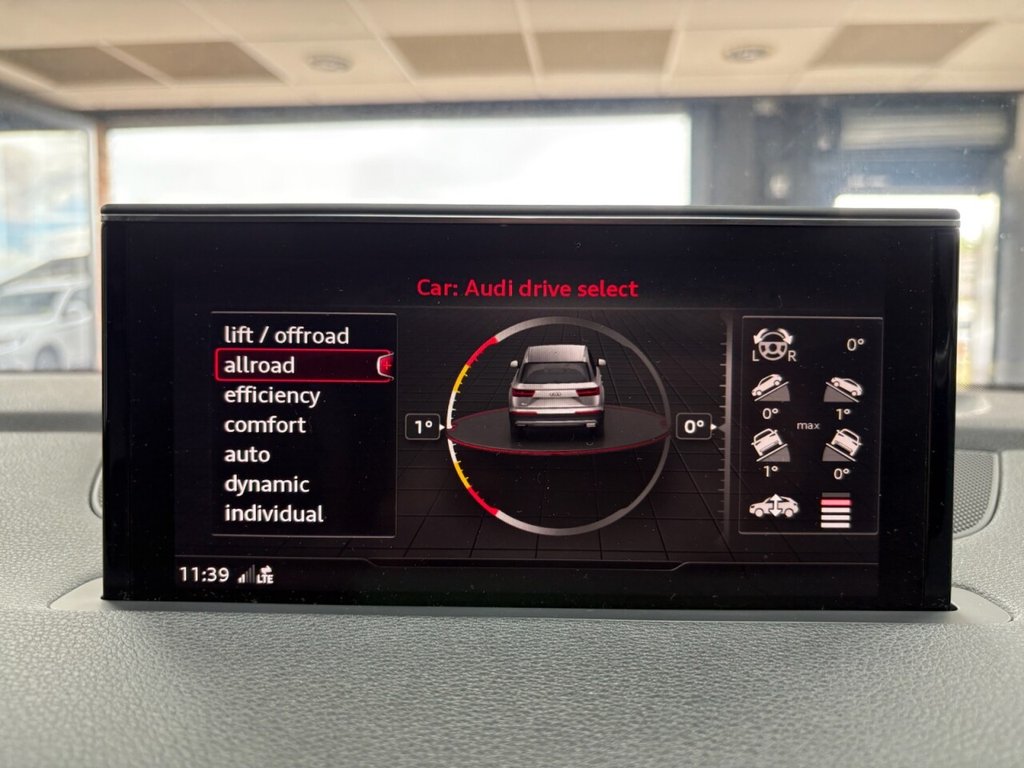 Car: Audi drive select
lift / offroad
allroad
efficiency
comfort
auto
dynamic
individual
1°
0°
L R
0°
0°
1°
max
1°
0°
11:39 LTE